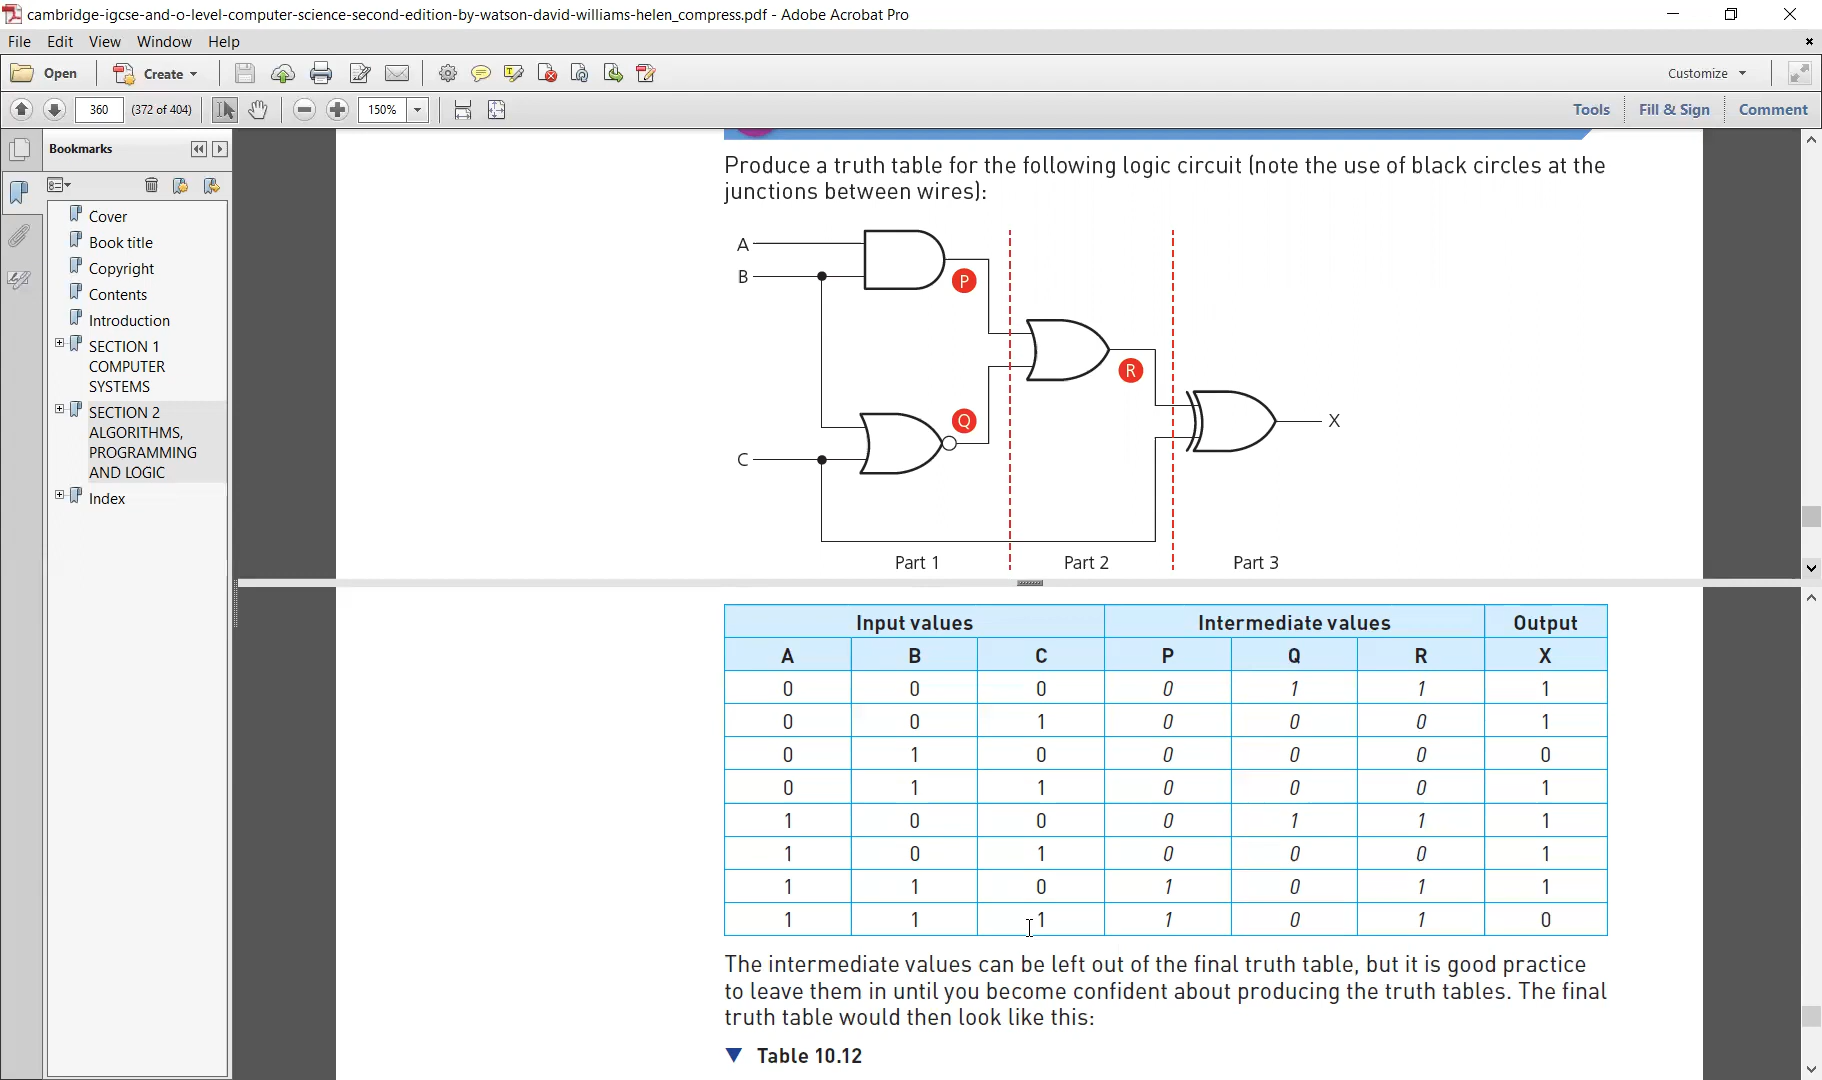 cambridge-igcse-and-o-level-computer-science-second-edition-by-watson-david-williams-helen_compress.pdf - Adobe Acrobat Pro
File Edit View Window Help
Open Create Customize
360 (372 of 404) 150% Tools Fill & Sign Comment
Bookmarks
Cover
Book title
Copyright
Contents
Introduction
SECTION 1
COMPUTER
SYSTEMS
SECTION 2
ALGORITHMS,
PROGRAMMING
AND LOGIC
Index
Produce a truth table for the following logic circuit (note the use of black circles at the
junctions between wires):
A
B
P
R
Q
X
C
Part 1 Part 2 Part 3
Input values Intermediate values Output
A B C P Q R X
0 0 0 0 1 1 1
0 0 1 0 0 0 1
0 1 0 0 0 0 0
0 1 1 0 0 0 1
1 0 0 0 1 1 1
1 0 1 0 0 0 1
1 1 0 1 0 1 1
1 1 1 1 0 1 0
The intermediate values can be left out of the final truth table, but it is good practice
to leave them in until you become confident about producing the truth tables. The final
truth table would then look like this:
▼ Table 10.12